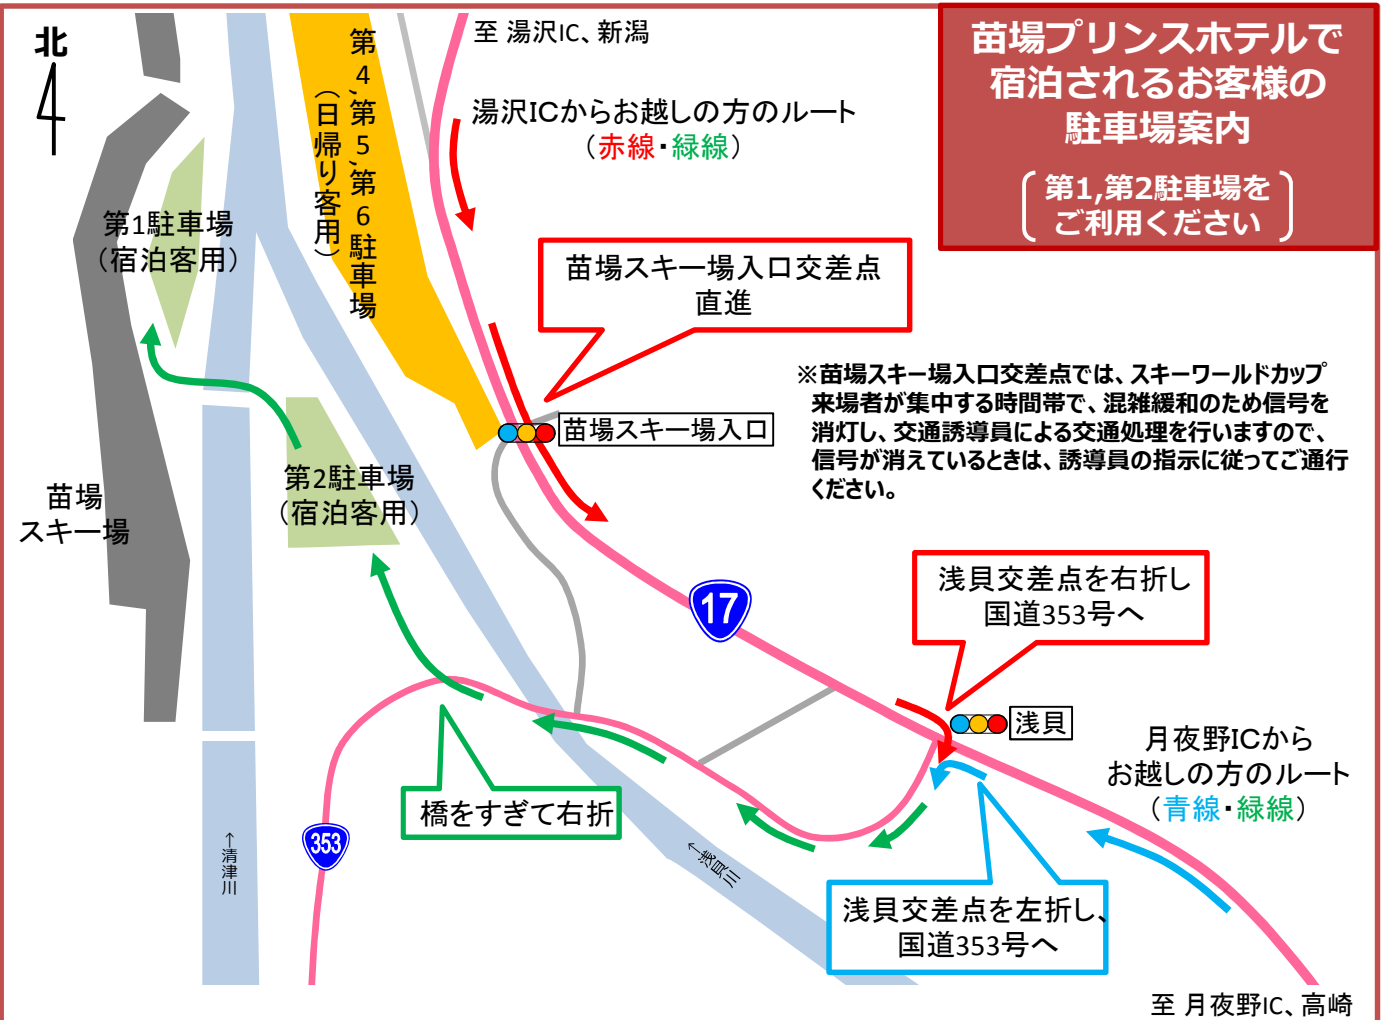 苗場プリンスホテルで
宿泊されるお客様の
駐車場案内
第1,第2駐車場を
ご利用ください
北
至 湯沢IC、新潟
湯沢ICからお越しの方のルート
（赤線・緑線）
第4,第5,第6駐車場
（日帰り客用）
第1駐車場
（宿泊客用）
苗場スキー場入口交差点
直進
※苗場スキー場入口交差点では、スキーワールドカップ
来場者が集中する時間帯で、混雑緩和のため信号を
消灯し、交通誘導員による交通処理を行いますので、
信号が消えているときは、誘導員の指示に従ってご通行
ください。
苗場スキー場入口
第2駐車場
（宿泊客用）
苗場
スキー場
17
浅貝交差点を右折し
国道353号へ
浅貝
月夜野ICから
お越しの方のルート
（青線・緑線）
橋をすぎて右折
353
↑清津川
↑浅貝川
浅貝交差点を左折し、
国道353号へ
至 月夜野IC、高崎